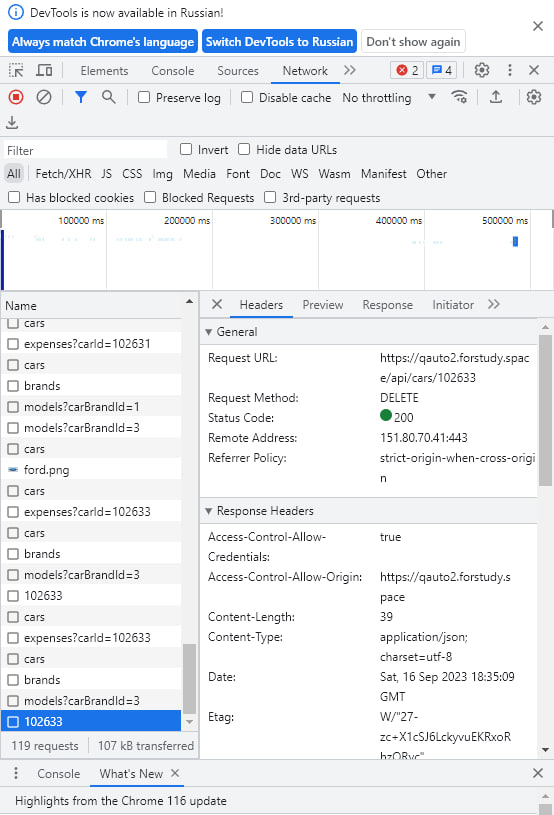 DevTools is now available in Russian!
Always match Chrome's language Switch DevTools to Russian Don't show again
Elements Console Sources Network 2 4
Preserve log Disable cache No throttling
Filter Invert Hide data URLs
All Fetch/XHR JS CSS Img Media Font Doc WS Wasm Manifest Other
Has blocked cookies Blocked Requests 3rd-party requests
100000 ms 200000 ms 300000 ms 400000 ms 500000 ms
Name
cars
expenses?carId=102631
cars
brands
models?carBrandId=1
models?carBrandId=3
cars
ford.png
cars
expenses?carId=102633
cars
brands
models?carBrandId=3
102633
cars
expenses?carId=102633
cars
brands
models?carBrandId=3
102633
119 requests 107 kB transferred
Headers Preview Response Initiator
General
Request URL: https://qauto2.forstudy.spac
e/api/cars/102633
Request Method: DELETE
Status Code: 200
Remote Address: 151.80.70.41:443
Referrer Policy: strict-origin-when-cross-origi
n
Response Headers
Access-Control-Allow- true
Credentials:
Access-Control-Allow-Origin: https://qauto2.forstudy.s
pace
Content-Length: 39
Content-Type: application/json;
charset=utf-8
Date: Sat, 16 Sep 2023 18:35:09
GMT
Etag: W/"27-
zc+X1cSJ6LckyvuEKRxoR
hzORyc"
Console What's New
Highlights from the Chrome 116 update